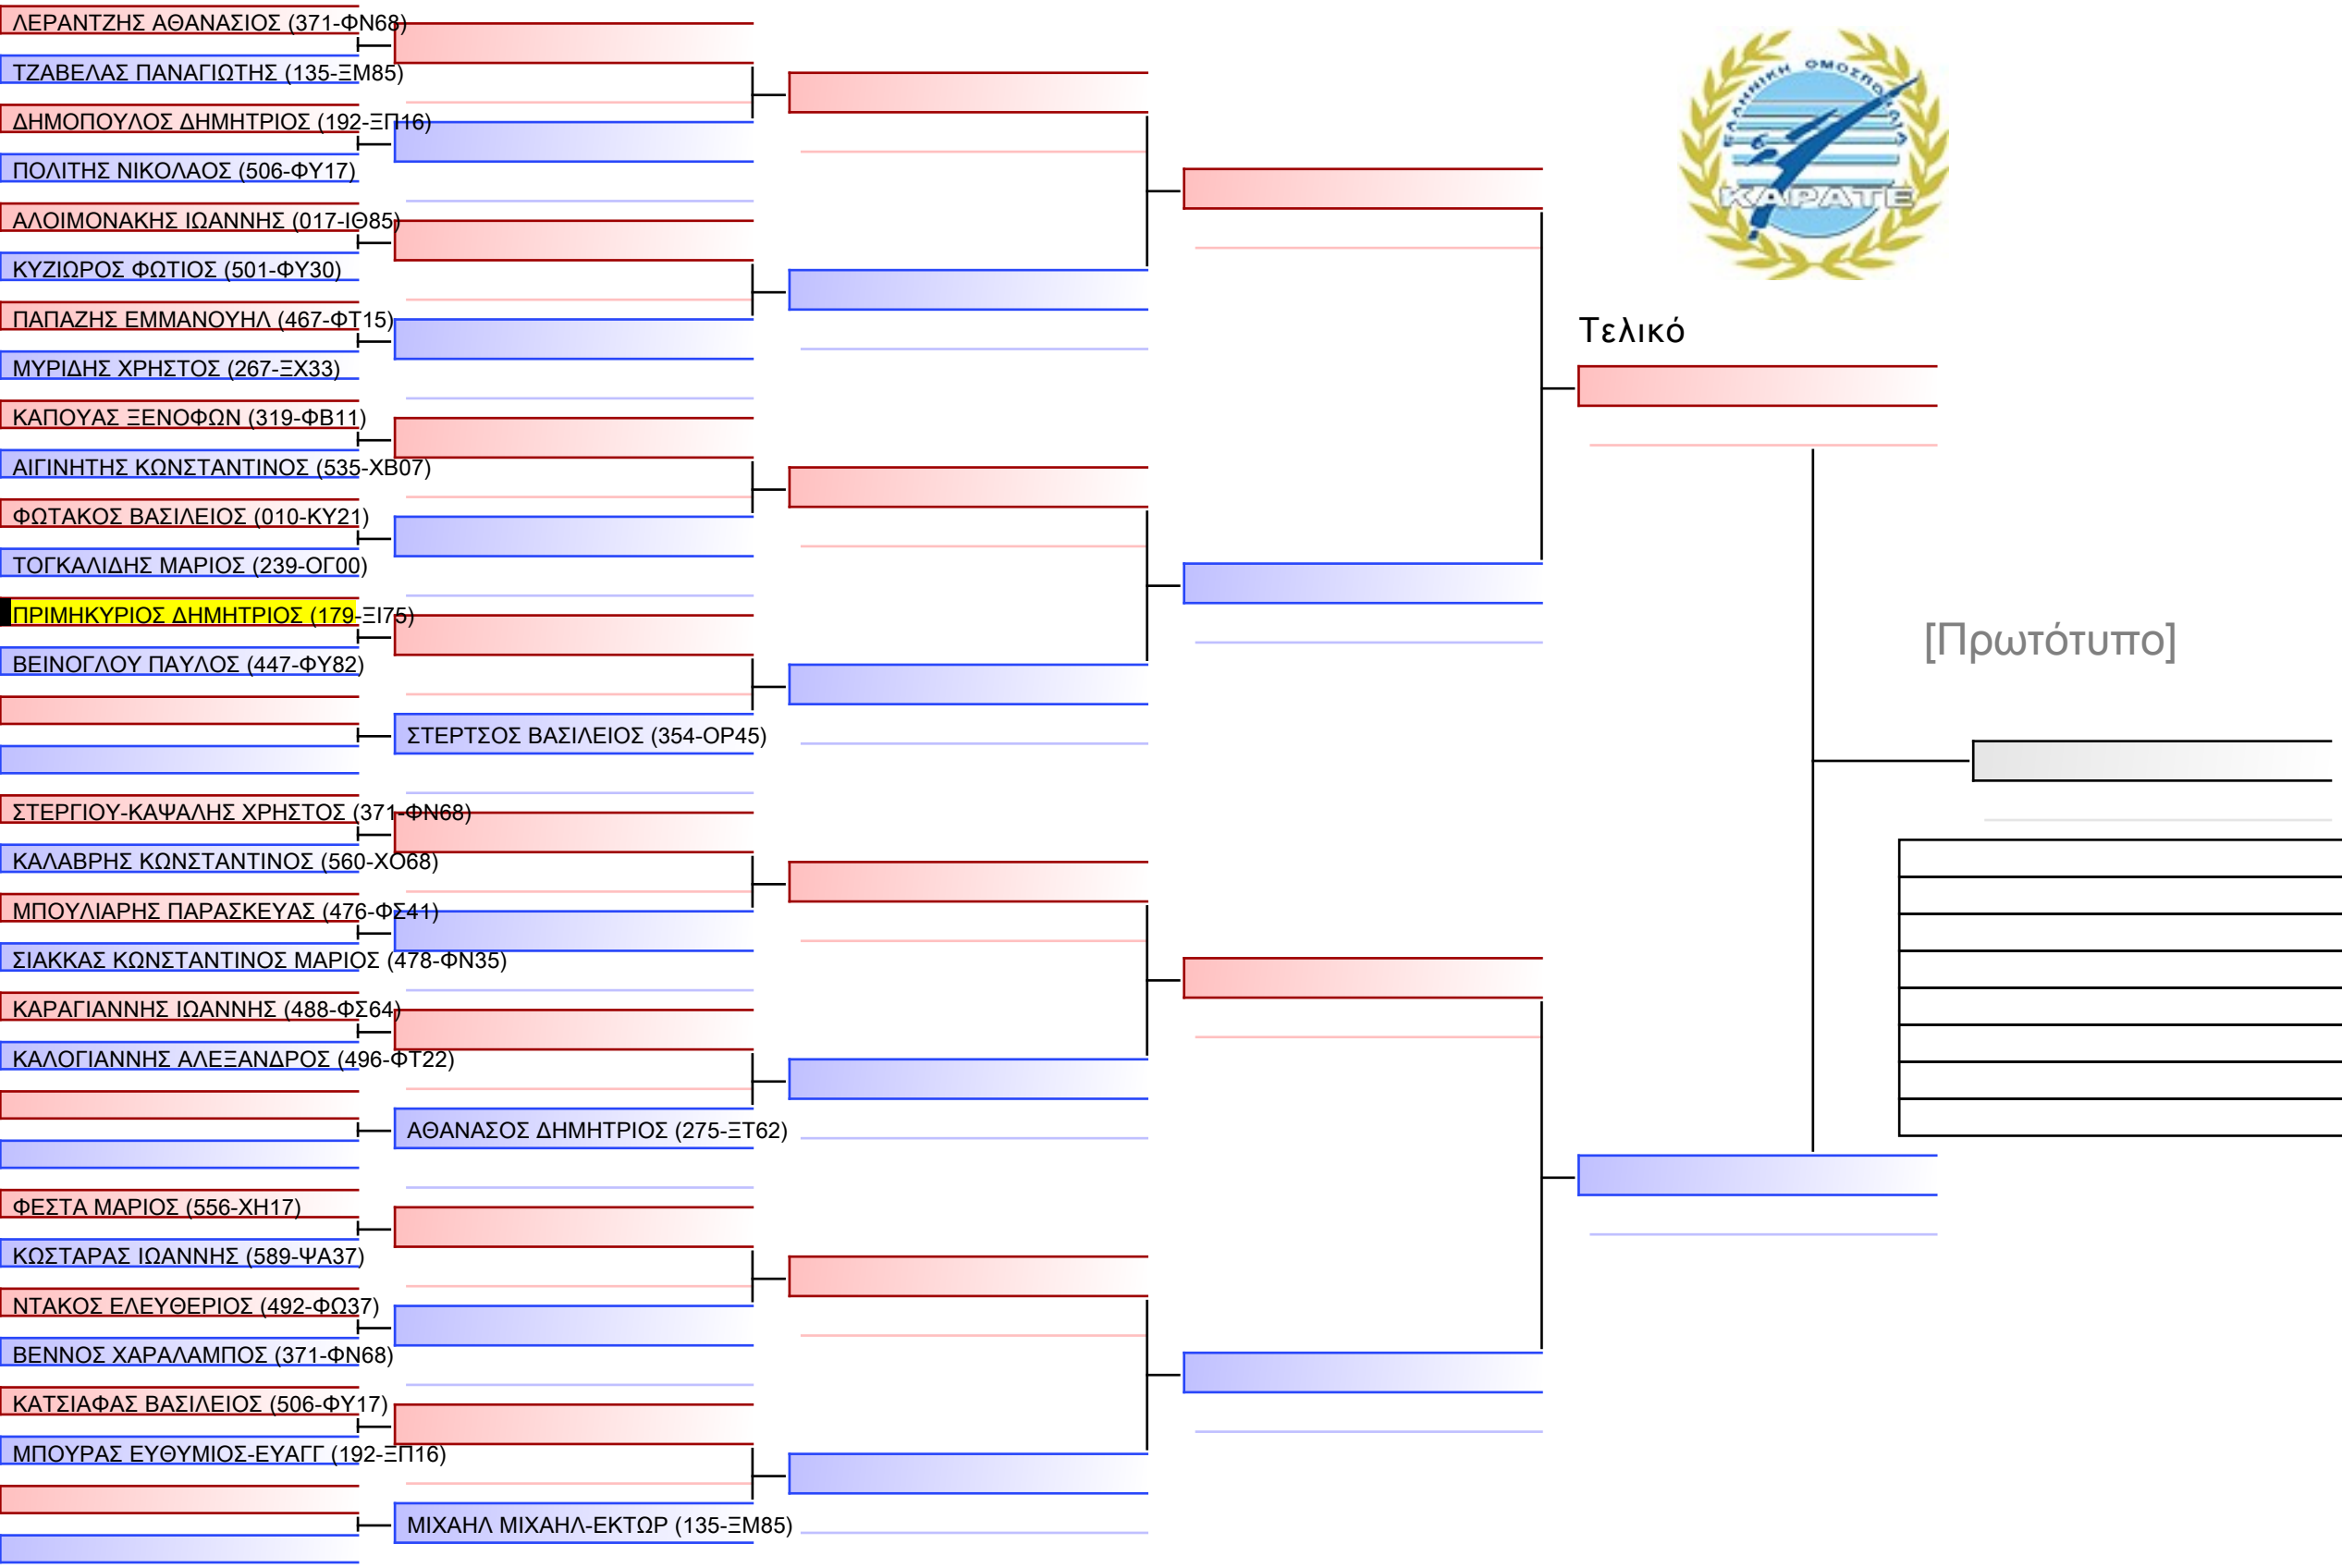 ΛΕΡΑΝΤΖΗΣ ΑΘΑΝΑΣΙΟΣ (371-ΦΝ68)
ΤΖΑΒΕΛΑΣ ΠΑΝΑΓΙΩΤΗΣ (135-ΞΜ85)
ΔΗΜΟΠΟΥΛΟΣ ΔΗΜΗΤΡΙΟΣ (192-ΞΠ16)
ΠΟΛΙΤΗΣ ΝΙΚΟΛΑΟΣ (506-ΦΥ17)
ΑΛΟΙΜΟΝΑΚΗΣ ΙΩΑΝΝΗΣ (017-ΙΘ85)
ΚΥΖΙΩΡΟΣ ΦΩΤΙΟΣ (501-ΦΥ30)
ΠΑΠΑΖΗΣ ΕΜΜΑΝΟΥΗΛ (467-ΦΤ15)
ΜΥΡΙΔΗΣ ΧΡΗΣΤΟΣ (267-ΞΧ33)
ΚΑΠΟΥΑΣ ΞΕΝΟΦΩΝ (319-ΦΒ11)
ΑΙΓΙΝΗΤΗΣ ΚΩΝΣΤΑΝΤΙΝΟΣ (535-ΧΒ07)
ΦΩΤΑΚΟΣ ΒΑΣΙΛΕΙΟΣ (010-ΚΥ21)
ΤΟΓΚΑΛΙΔΗΣ ΜΑΡΙΟΣ (239-ΟΓ00)
ΠΡΙΜΗΚΥΡΙΟΣ ΔΗΜΗΤΡΙΟΣ (179-ΞΙ75)
ΒΕΙΝΟΓΛΟΥ ΠΑΥΛΟΣ (447-ΦΥ82)
ΣΤΕΡΤΣΟΣ ΒΑΣΙΛΕΙΟΣ (354-ΟΡ45)
ΣΤΕΡΓΙΟΥ-ΚΑΨΑΛΗΣ ΧΡΗΣΤΟΣ (371-ΦΝ68)
ΚΑΛΑΒΡΗΣ ΚΩΝΣΤΑΝΤΙΝΟΣ (560-ΧΟ68)
ΜΠΟΥΛΙΑΡΗΣ ΠΑΡΑΣΚΕΥΑΣ (476-ΦΣ41)
ΣΙΑΚΚΑΣ ΚΩΝΣΤΑΝΤΙΝΟΣ ΜΑΡΙΟΣ (478-ΦΝ35)
ΚΑΡΑΓΙΑΝΝΗΣ ΙΩΑΝΝΗΣ (488-ΦΣ64)
ΚΑΛΟΓΙΑΝΝΗΣ ΑΛΕΞΑΝΔΡΟΣ (496-ΦΤ22)
ΑΘΑΝΑΣΟΣ ΔΗΜΗΤΡΙΟΣ (275-ΞΤ62)
ΦΕΣΤΑ ΜΑΡΙΟΣ (556-ΧΗ17)
ΚΩΣΤΑΡΑΣ ΙΩΑΝΝΗΣ (589-ΨΑ37)
ΝΤΑΚΟΣ ΕΛΕΥΘΕΡΙΟΣ (492-ΦΩ37)
ΒΕΝΝΟΣ ΧΑΡΑΛΑΜΠΟΣ (371-ΦΝ68)
ΚΑΤΣΙΑΦΑΣ ΒΑΣΙΛΕΙΟΣ (506-ΦΥ17)
ΜΠΟΥΡΑΣ ΕΥΘΥΜΙΟΣ-ΕΥΑΓΓ (192-ΞΠ16)
ΜΙΧΑΗΛ ΜΙΧΑΗΛ-ΕΚΤΩΡ (135-ΞΜ85)
ΕΛΛΗΝΙΚΗ ΟΜΟΣΠΟΝΔΙΑ
ΚΑΡΑΤΕ
Τελικό
[Πρωτότυπο]